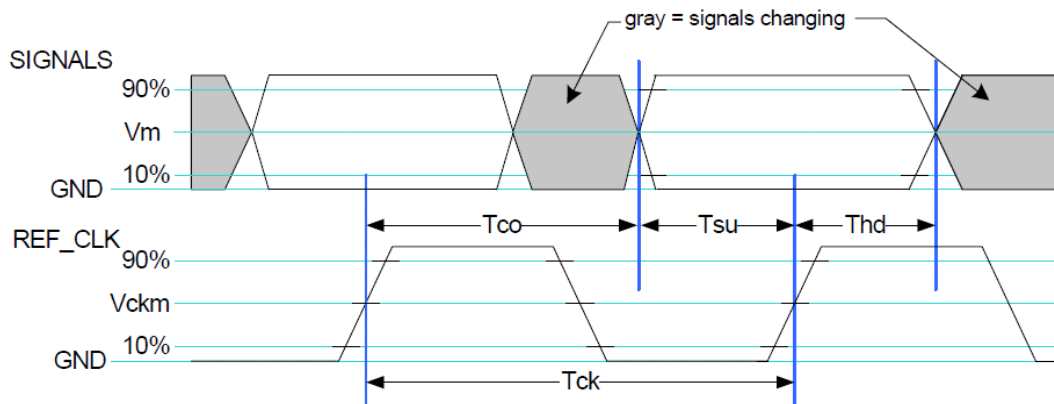 gray = signals changing
SIGNALS
90%
Vm
10%
GND
Tco
Tsu
Thd
REF_CLK
90%
Vckm
10%
GND
Tck